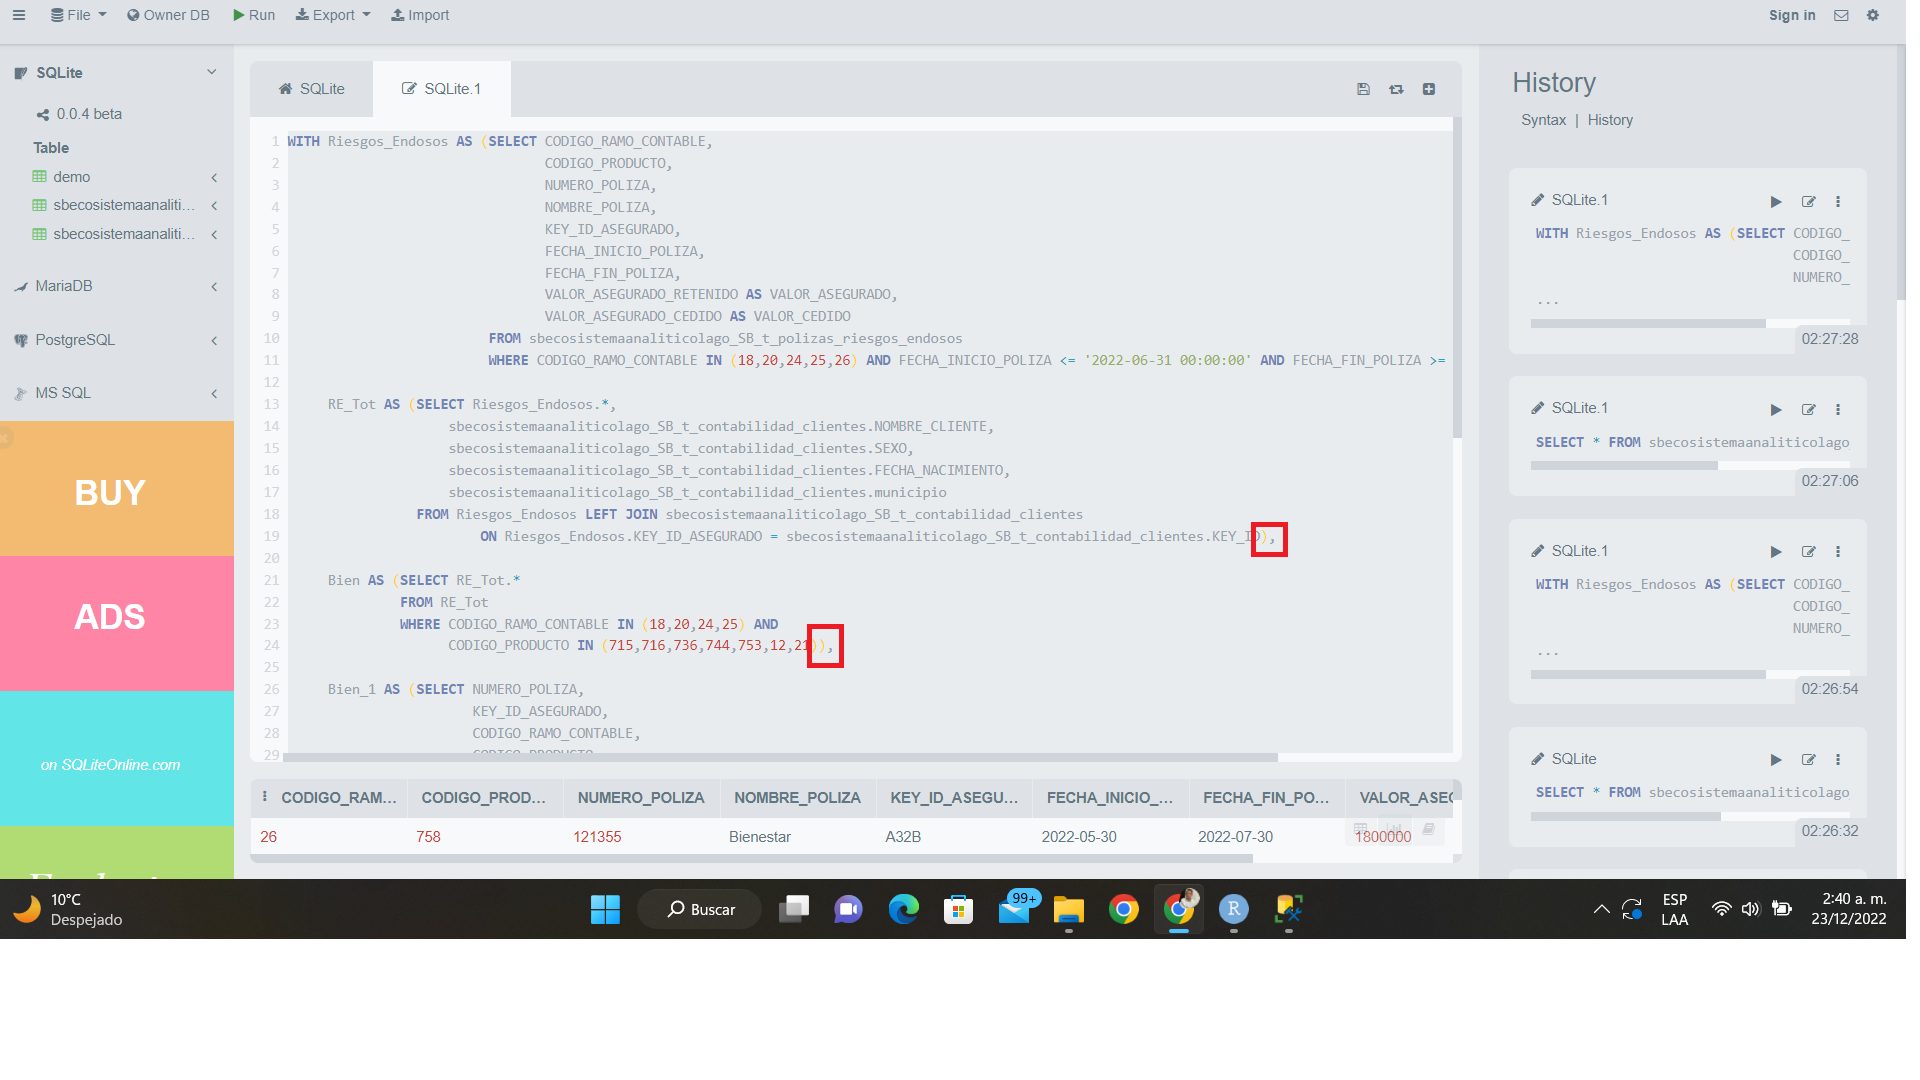 File
Owner DB
Run
Export
Import
Sign in
SQLite
0.0.4 beta
Table
demo
sbecosistemaanaliti...
sbecosistemaanaliti...
MariaDB
PostgreSQL
MS SQL
BUY
ADS
on SQLiteOnline.com
SQLite
SQLite.1
1 WITH Riesgos_Endosos AS (SELECT CODIGO_RAMO_CONTABLE,
2 CODIGO_PRODUCTO,
3 NUMERO_POLIZA,
4 NOMBRE_POLIZA,
5 KEY_ID_ASEGURADO,
6 FECHA_INICIO_POLIZA,
7 FECHA_FIN_POLIZA,
8 VALOR_ASEGURADO_RETENIDO AS VALOR_ASEGURADO,
9 VALOR_ASEGURADO_CEDIDO AS VALOR_CEDIDO
10 FROM sbecosistemaanaliticolago_SB_t_polizas_riesgos_endosos
11 WHERE CODIGO_RAMO_CONTABLE IN (18,20,24,25,26) AND FECHA_INICIO_POLIZA <= '2022-06-31 00:00:00' AND FECHA_FIN_POLIZA >=
12
13 RE_Tot AS (SELECT Riesgos_Endosos.*,
14 sbecosistemaanaliticolago_SB_t_contabilidad_clientes.NOMBRE_CLIENTE,
15 sbecosistemaanaliticolago_SB_t_contabilidad_clientes.SEXO,
16 sbecosistemaanaliticolago_SB_t_contabilidad_clientes.FECHA_NACIMIENTO,
17 sbecosistemaanaliticolago_SB_t_contabilidad_clientes.municipio
18 FROM Riesgos_Endosos LEFT JOIN sbecosistemaanaliticolago_SB_t_contabilidad_clientes
19 ON Riesgos_Endosos.KEY_ID_ASEGURADO = sbecosistemaanaliticolago_SB_t_contabilidad_clientes.KEY_ID),
20
21 Bien AS (SELECT RE_Tot.*
22 FROM RE_Tot
23 WHERE CODIGO_RAMO_CONTABLE IN (18,20,24,25) AND
24 CODIGO_PRODUCTO IN (715,716,736,744,753,12,21)),
25
26 Bien_1 AS (SELECT NUMERO_POLIZA,
27 KEY_ID_ASEGURADO,
28 CODIGO_RAMO_CONTABLE,
29 CODIGO_PRODUCTO
CODIGO_RAM... CODIGO_PROD... NUMERO_POLIZA NOMBRE_POLIZA KEY_ID_ASEGU... FECHA_INICIO_... FECHA_FIN_PO... VALOR_ASEG
26 758 121355 Bienestar A32B 2022-05-30 2022-07-30 1800000
History
Syntax | History
SQLite.1
WITH Riesgos_Endosos AS (SELECT CODIGO_
CODIGO_
NUMERO_
...
02:27:28
SQLite.1
SELECT * FROM sbecosistemaanaliticolago
02:27:06
SQLite.1
WITH Riesgos_Endosos AS (SELECT CODIGO_
CODIGO_
NUMERO_
...
02:26:54
SQLite
SELECT * FROM sbecosistemaanaliticolago
02:26:32
10°C
Despejado
Buscar
99+
R
ESP
LAA
2:40 a. m.
23/12/2022